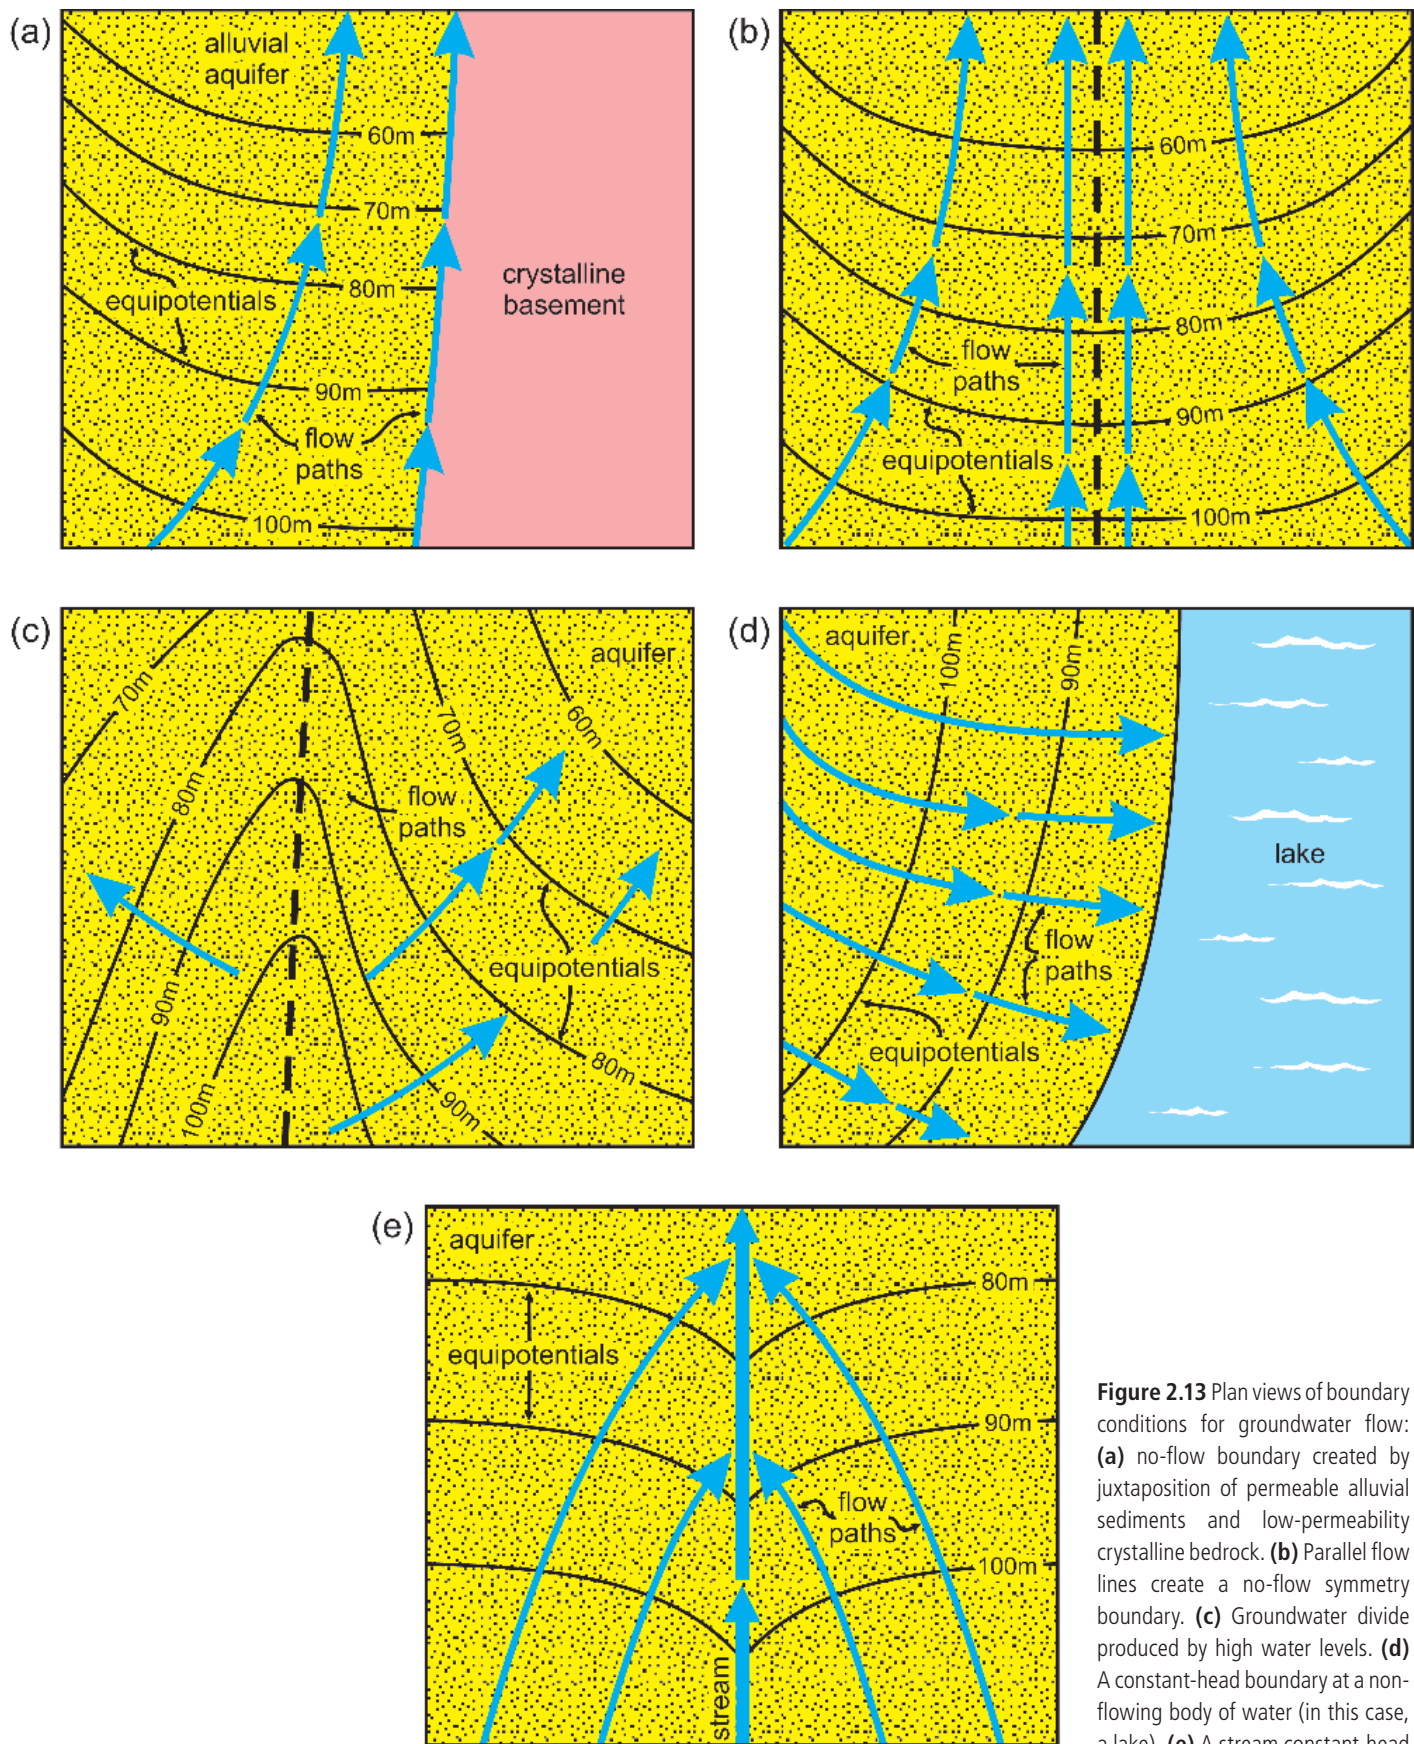 (a)
alluvial
aquifer
60m
70m
80m
equipotentials
90m
flow
paths
100m
crystalline
basement
(b)
60m
70m
80m
flow
paths
90m
equipotentials
100m
(c)
aquifer
70m
70m
60m
80m
flow
paths
equipotentials
90m
80m
100m
90m
(d)
aquifer
100m
90m
lake
flow
paths
equipotentials
(e)
aquifer
80m
equipotentials
90m
flow
paths
100m
stream
Figure 2.13 Plan views of boundary
conditions for groundwater flow:
(a) no-flow boundary created by
juxtaposition of permeable alluvial
sediments and low-permeability
crystalline bedrock. (b) Parallel flow
lines create a no-flow symmetry
boundary. (c) Groundwater divide
produced by high water levels. (d)
A constant-head boundary at a non-
flowing body of water (in this case,
a lake). (e) A stream constant-head